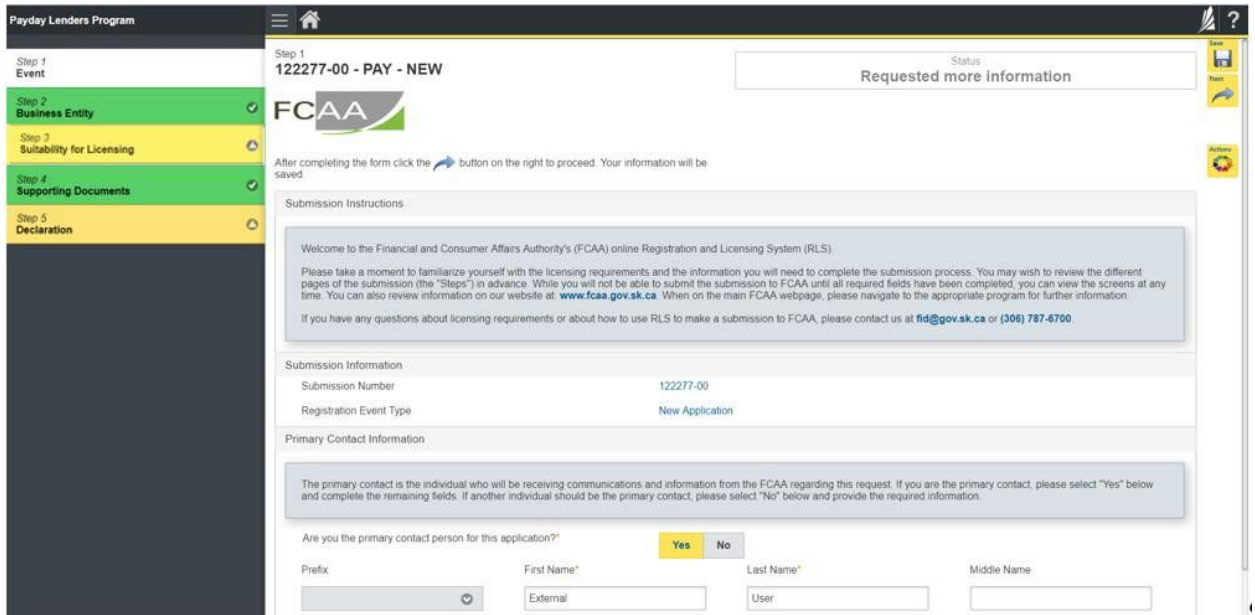 Payday Lenders Program
?
Step 1
Event
Step 2
Business Entity
Step 3
Suitability for Licensing
Step 4
Supporting Documents
Step 5
Declaration
Step 1
122277-00 - PAY - NEW
Status
Requested more information
Save
Next
Actions
FCAA
After completing the form click the button on the right to proceed. Your information will be
saved.
Submission Instructions
Welcome to the Financial and Consumer Affairs Authority's (FCAA) online Registration and Licensing System (RLS).
Please take a moment to familiarize yourself with the licensing requirements and the information you will need to complete the submission process. You may wish to review the different
pages of the submission (the "Steps") in advance. While you will not be able to submit the submission to FCAA until all required fields have been completed, you can view the screens at any
time. You can also review information on our website at: www.fcaa.gov.sk.ca. When on the main FCAA webpage, please navigate to the appropriate program for further information.
If you have any questions about licensing requirements or about how to use RLS to make a submission to FCAA, please contact us at fid@gov.sk.ca or (306) 787-6700.
Submission Information
Submission Number 122277-00
Registration Event Type New Application
Primary Contact Information
The primary contact is the individual who will be receiving communications and information from the FCAA regarding this request. If you are the primary contact, please select "Yes" below
and complete the remaining fields. If another individual should be the primary contact, please select "No" below and provide the required information.
Are you the primary contact person for this application?* Yes No
Prefix First Name* Last Name* Middle Name
External User